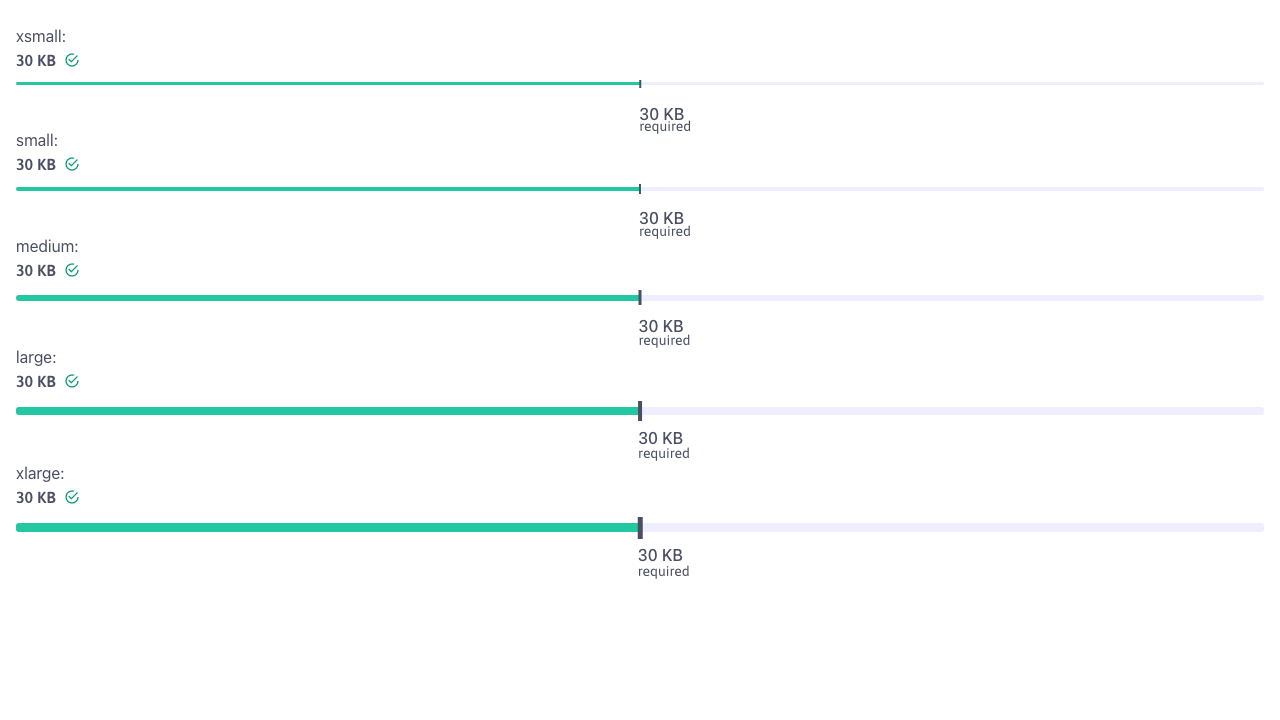 xsmall:
30 KB
30 KB
required
small:
30 KB
30 KB
required
medium:
30 KB
30 KB
required
large:
30 KB
30 KB
required
xlarge:
30 KB
30 KB
required